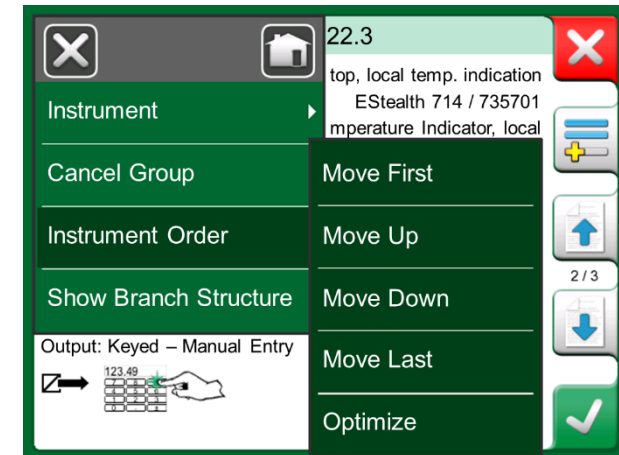 22.3
top, local temp. indication
EStealth 714 / 735701
mperature Indicator, local
Instrument
Cancel Group
Instrument Order
Show Branch Structure
Move First
Move Up
Move Down
Move Last
Optimize
2 / 3
Output: Keyed – Manual Entry
123.49